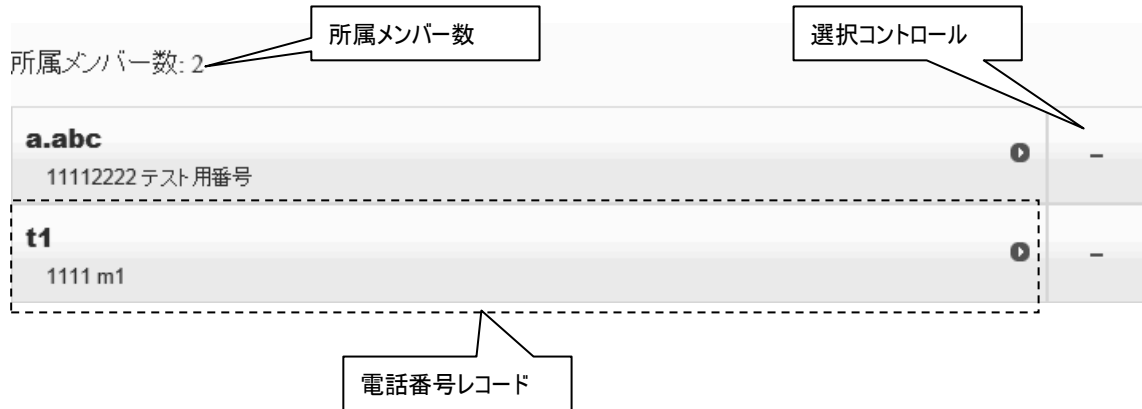 所属メンバー数
選択コントロール
所属メンバー数: 2
a.abc
11112222 テスト用番号
–
t1
1111 m1
–
電話番号レコード